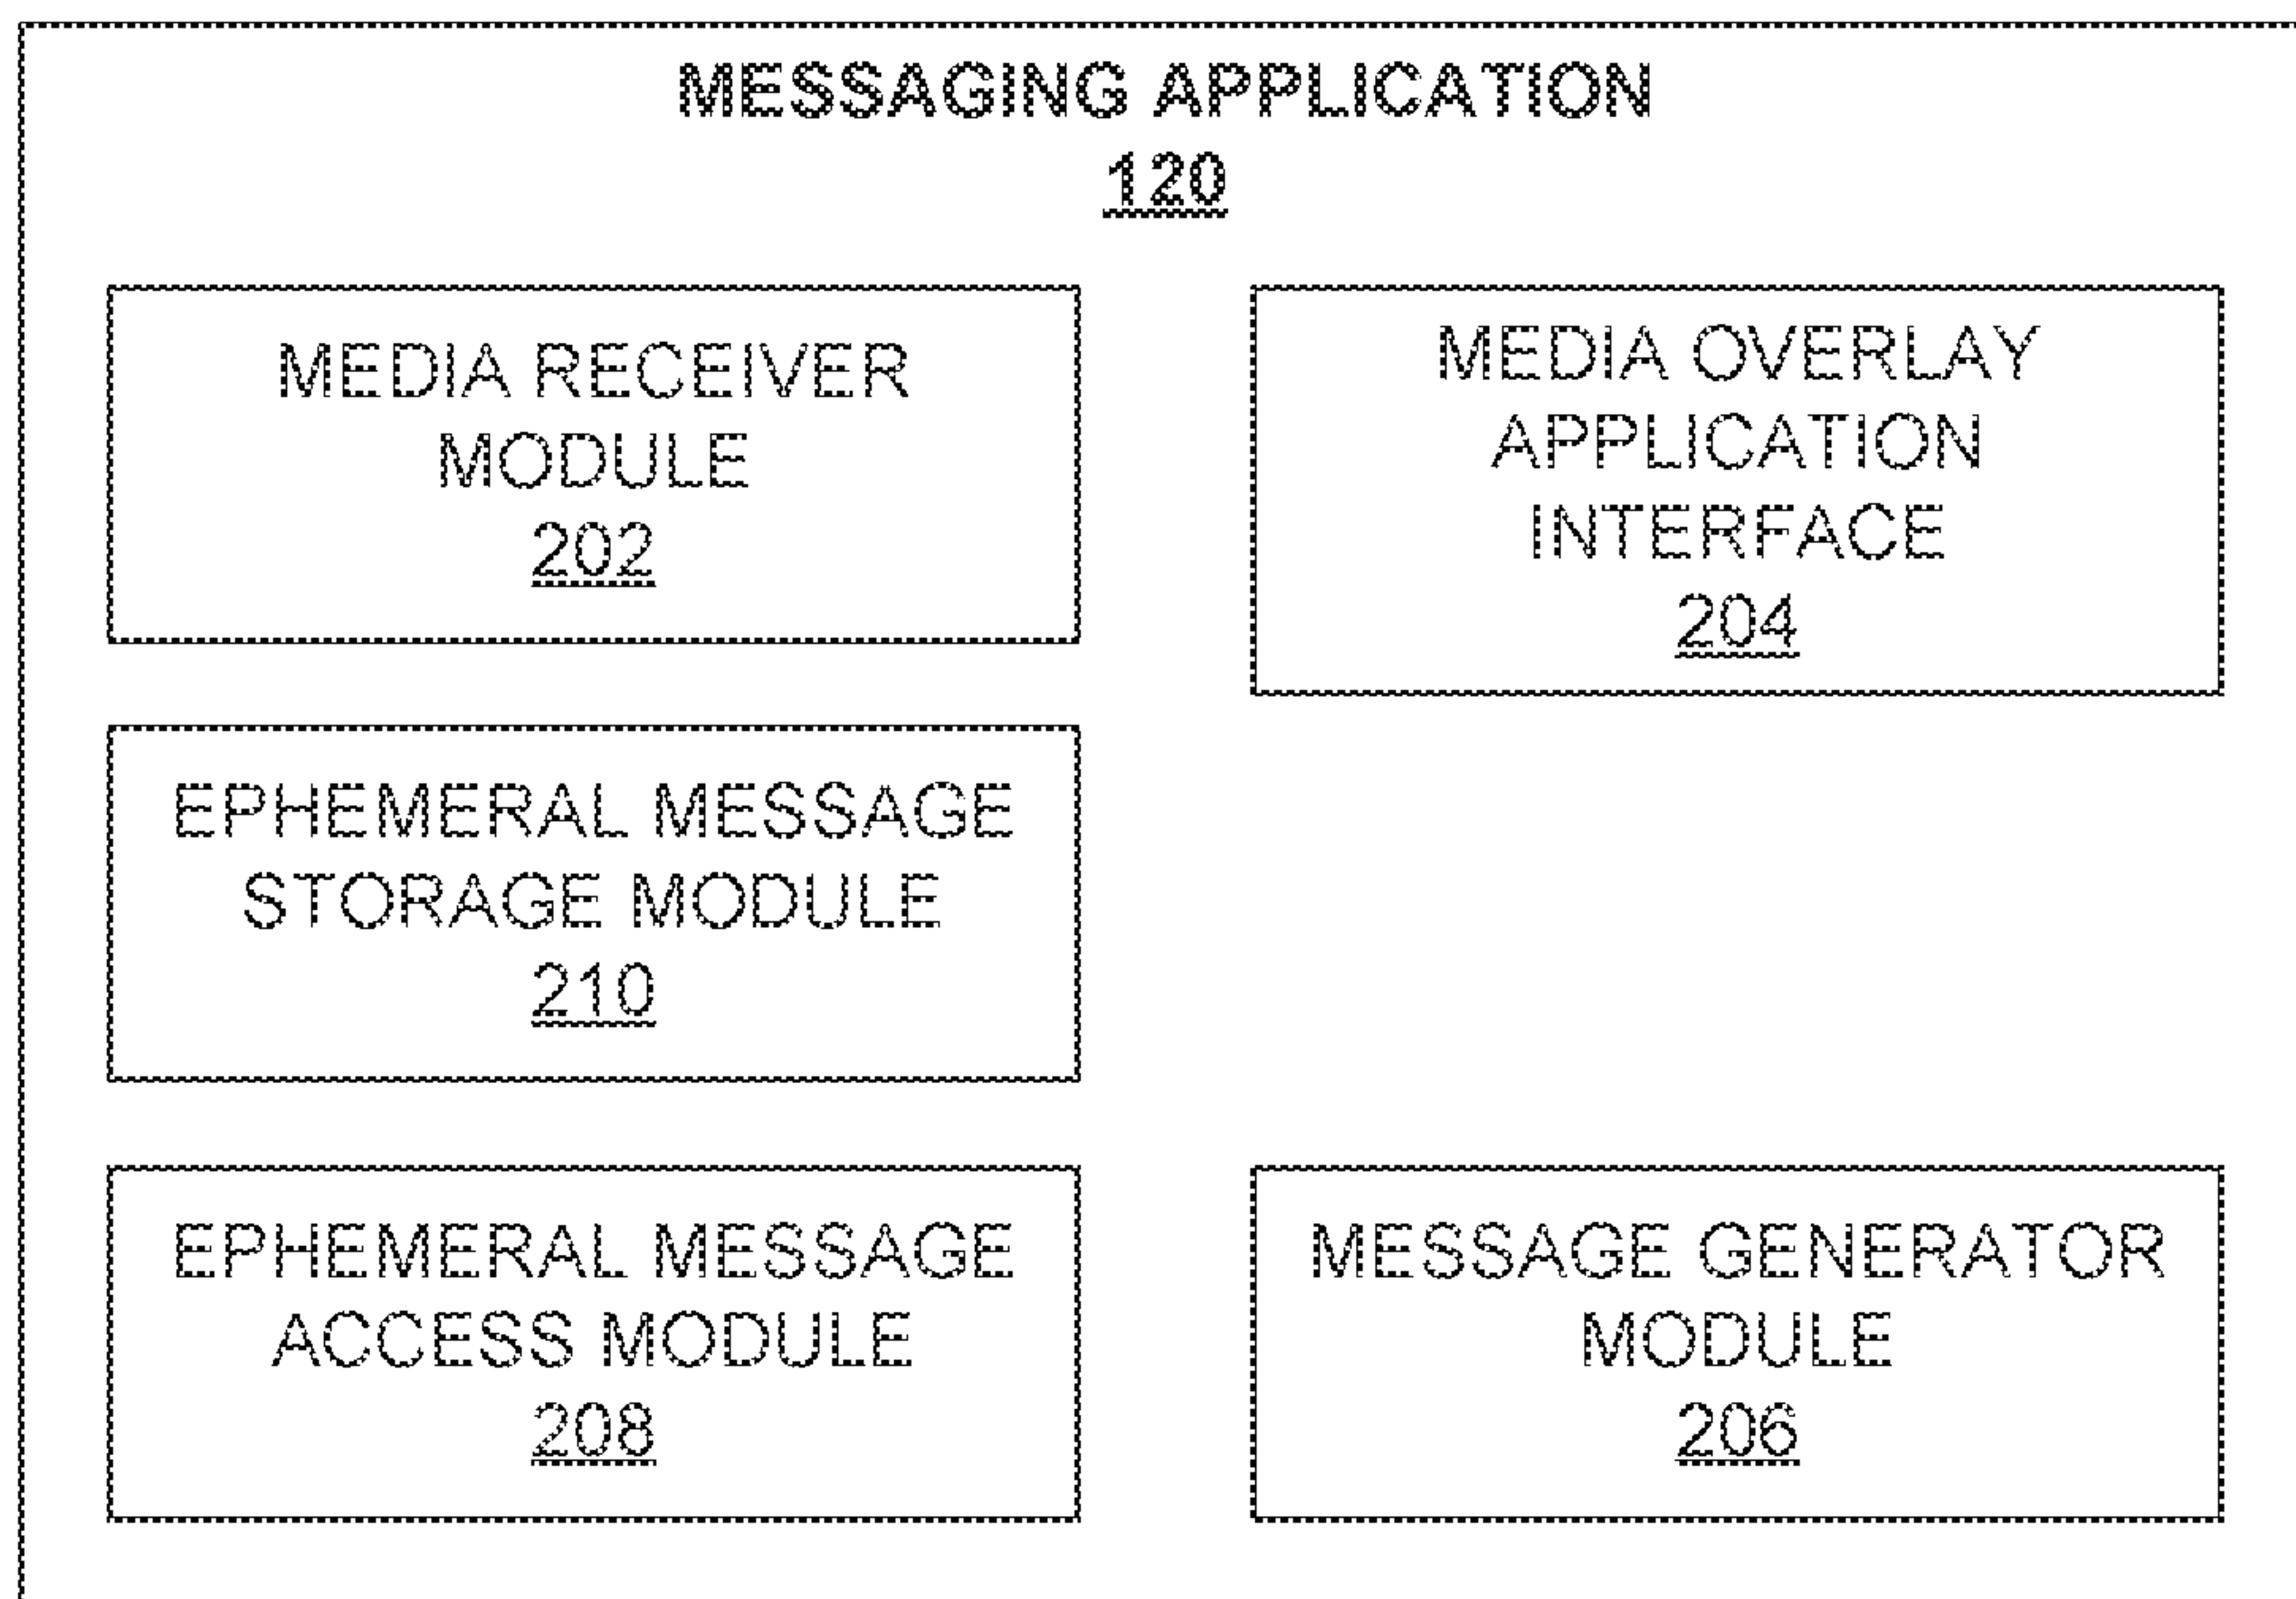 MESSAGING APPLICATION
120
MEDIA RECEIVER
MODULE
202
MEDIA OVERLAY
APPLICATION
INTERFACE
204
EPHEMERAL MESSAGE
STORAGE MODULE
210
EPHEMERAL MESSAGE
ACCESS MODULE
208
MESSAGE GENERATOR
MODULE
206